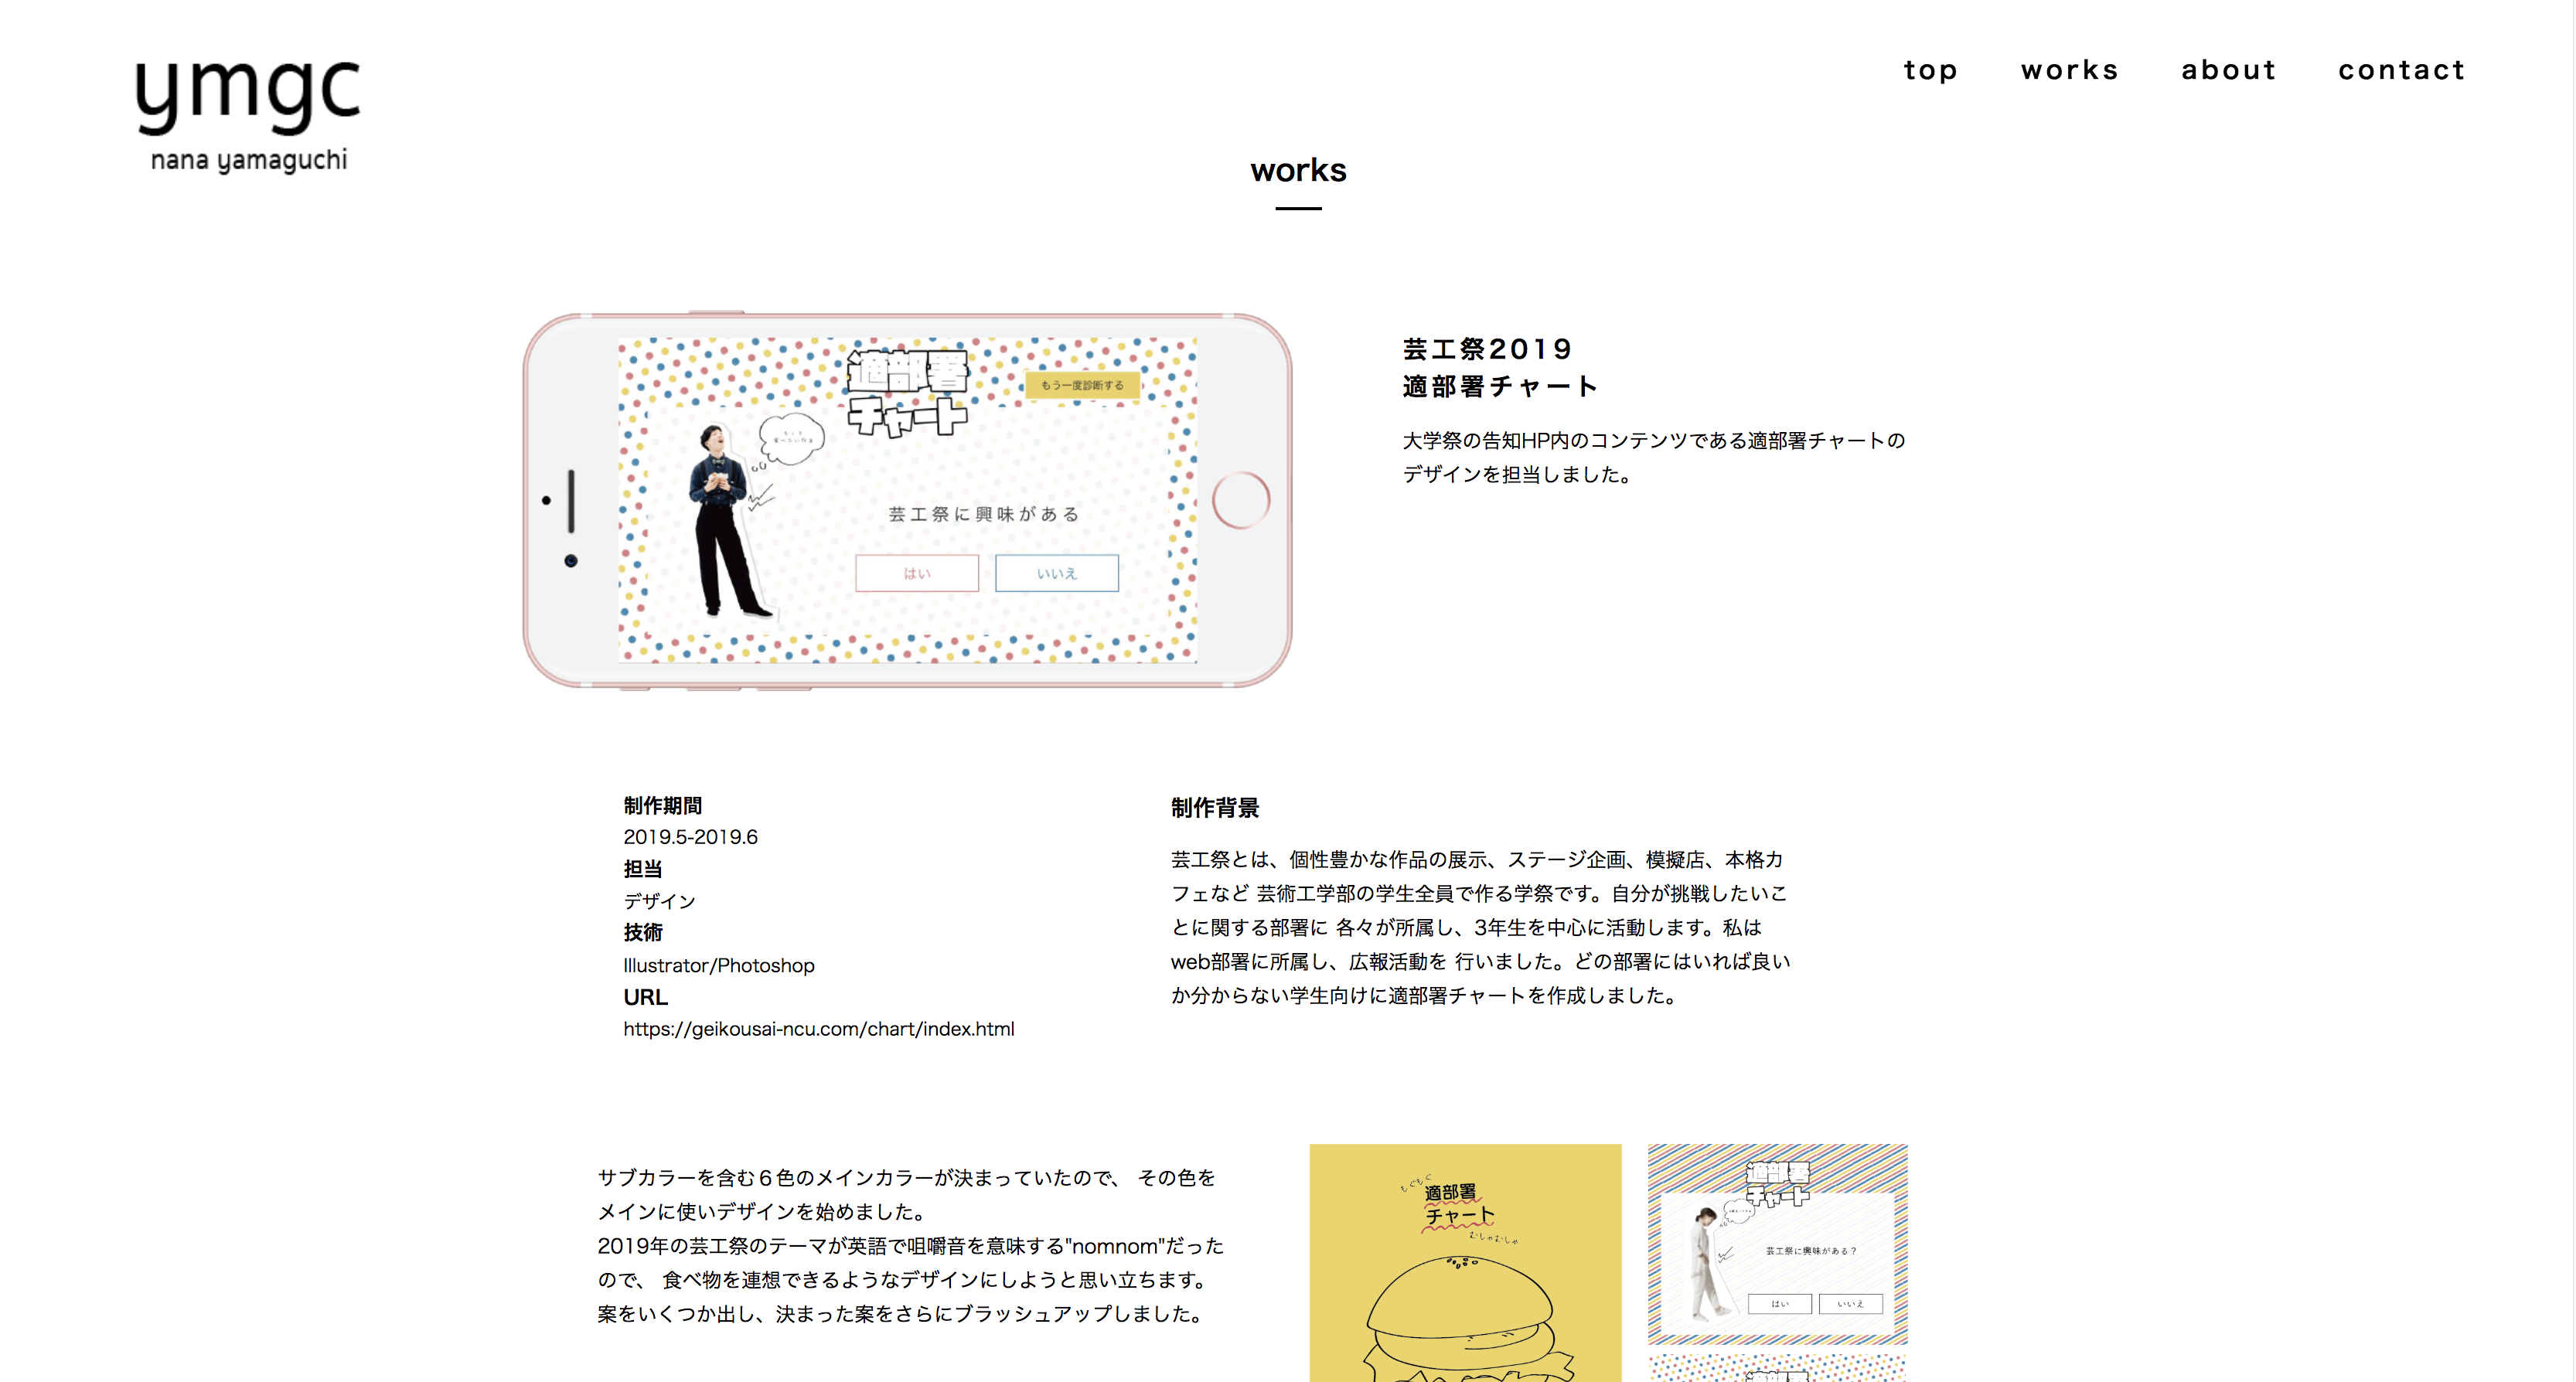 ymgc
nana yamaguchi
top works about contact
works
適部署
チャート
もう一度診断する
芸工祭に興味がある
はい いいえ
芸工祭2019
適部署チャート
大学祭の告知HP内のコンテンツである適部署チャートの
デザインを担当しました。
制作期間
2019.5-2019.6
担当
デザイン
技術
Illustrator/Photoshop
URL
https://geikousai-ncu.com/chart/index.html
制作背景
芸工祭とは、個性豊かな作品の展示、ステージ企画、模擬店、本格カ
フェなど 芸術工学部の学生全員で作る学祭です。自分が挑戦したいこ
とに関する部署に 各々が所属し、3年生を中心に活動します。私は
web部署に所属し、広報活動を 行いました。どの部署にはいれば良い
か分からない学生向けに適部署チャートを作成しました。
サブカラーを含む６色のメインカラーが決まっていたので、 その色を
メインに使いデザインを始めました。
2019年の芸工祭のテーマが英語で咀嚼音を意味する"nomnom"だった
ので、 食べ物を連想できるようなデザインにしようと思い立ちます。
案をいくつか出し、決まった案をさらにブラッシュアップしました。
もぐもぐ
適部署
チャート
むしゃむしゃ
適部署
チャート
芸工祭に興味がある？
はい いいえ
適部署